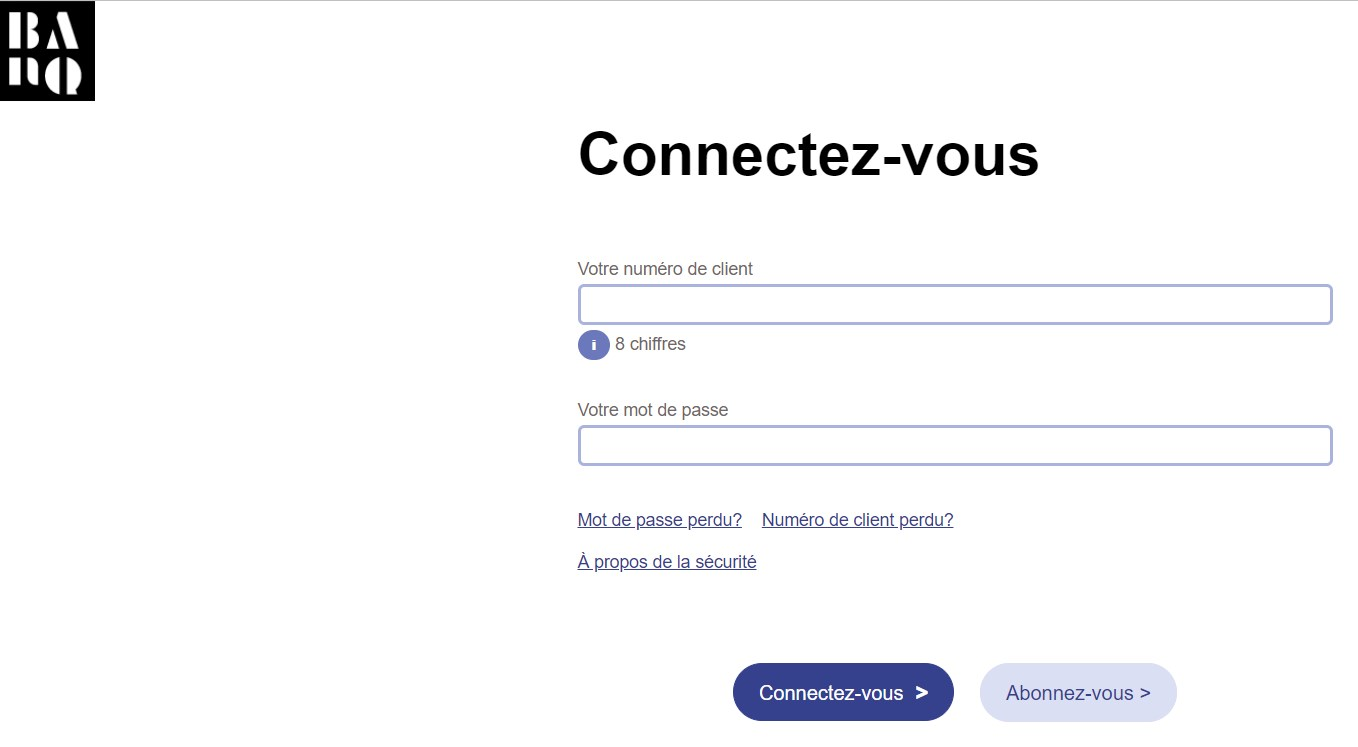 BA
NQ
Connectez-vous
Votre numéro de client
i 8 chiffres
Votre mot de passe
Mot de passe perdu? Numéro de client perdu?
À propos de la sécurité
Connectez-vous > Abonnez-vous >